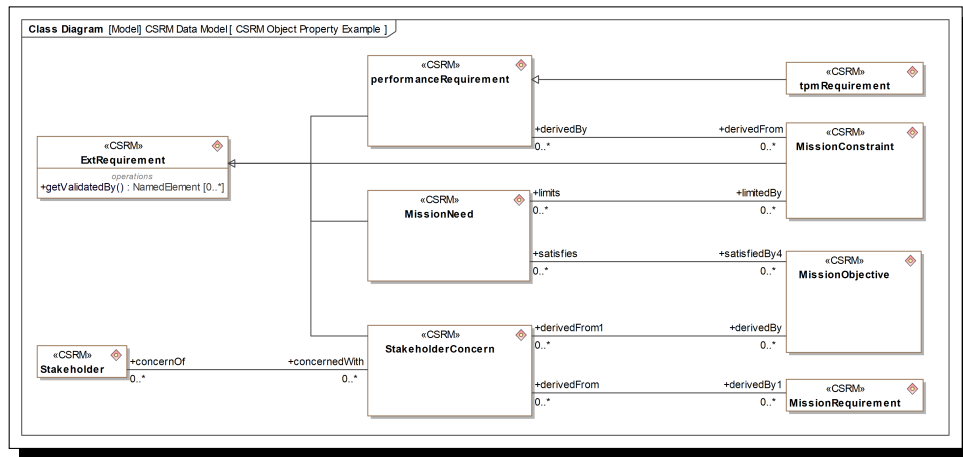 Class Diagram [Model] CSRM Data Model [ CSRM Object Property Example ]
«CSRM»
performanceRequirement
«CSRM»
tpmRequirement
+derivedBy
0..*
+derivedFrom
0..*
«CSRM»
MissionConstraint
«CSRM»
ExtRequirement
operations
+getValidatedBy() : NamedElement [0..*]
«CSRM»
MissionNeed
+limits
0..*
+limitedBy
0..*
+satisfies
0..*
+satisfiedBy4
0..*
«CSRM»
MissionObjective
«CSRM»
StakeholderConcern
+derivedFrom1
0..*
+derivedBy
0..*
«CSRM»
Stakeholder
+concernOf
0..*
+concernedWith
0..*
+derivedFrom
0..*
+derivedBy1
0..*
«CSRM»
MissionRequirement